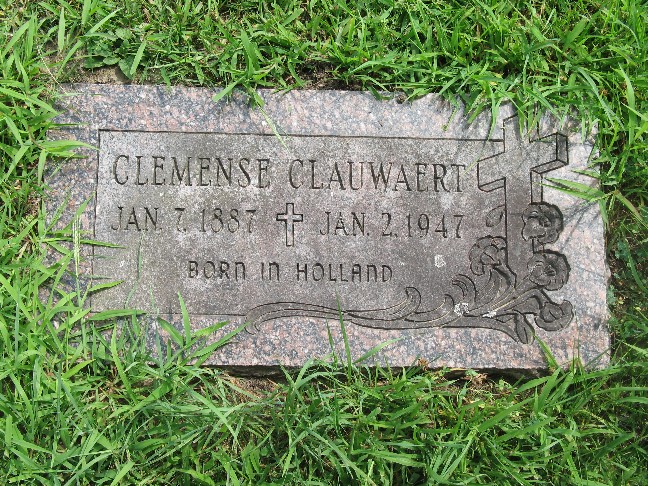 CLEMENSE CLAUWAERT
JAN. 7, 1887 JAN. 2, 1947
BORN IN HOLLAND